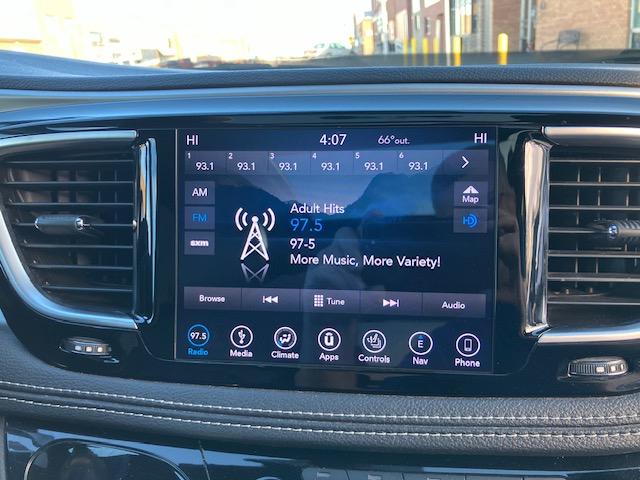 HI 4:07 66°out. HI
1 2 3 4 5 6
93.1 93.1 93.1 93.1 93.1 93.1
AM
FM
sxm
Adult Hits
97.5
97-5
More Music, More Variety!
Map
HD
Browse Tune Audio
97.5 E
Radio Media Climate Apps Controls Nav Phone